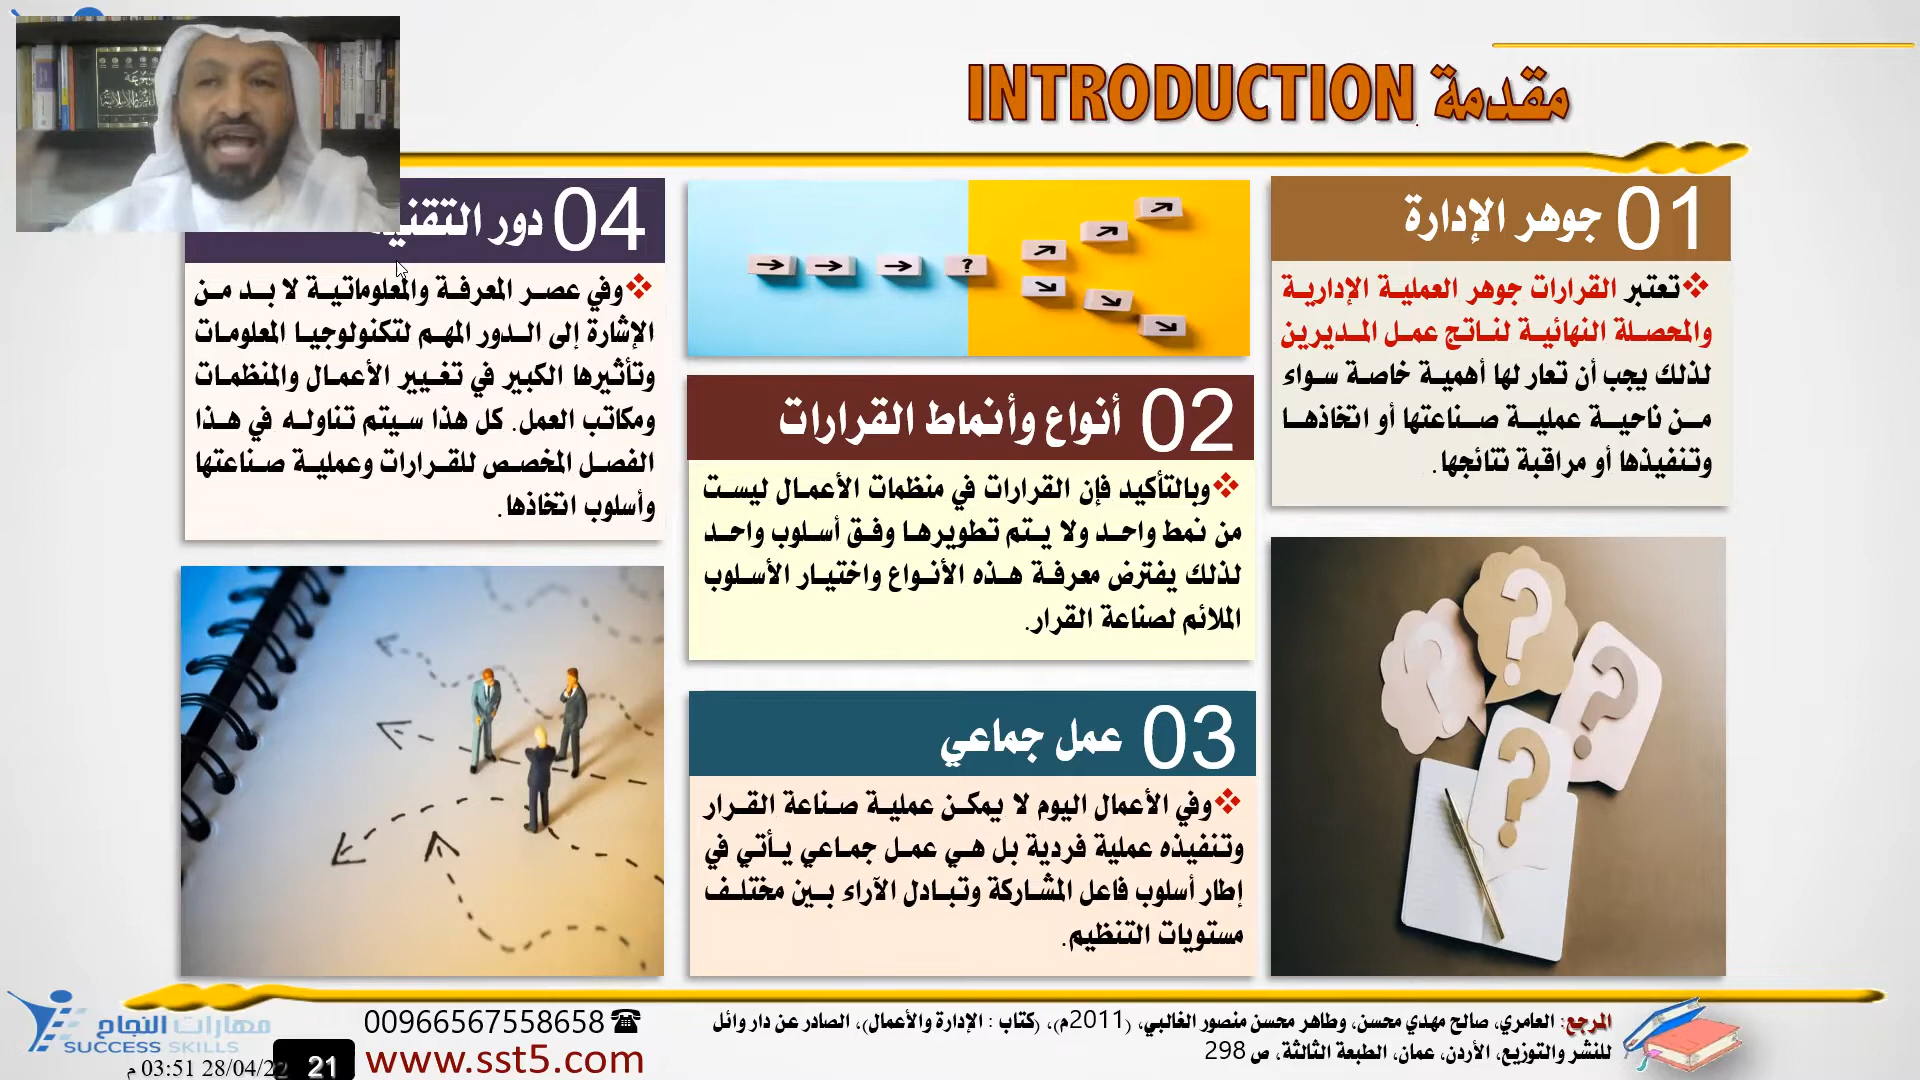 مقدمة INTRODUCTION
01 جوهر الإدارة
❖تعتبر القرارات جوهر العملية الإدارية
والمحصلة النهائية لناتج عمل المديرين
لذلك يجب أن تعار لها أهمية خاصة سواء
من ناحية عملية صناعتها أو اتخاذها
وتنفيذها أو مراقبة نتائجها.
02 أنواع وأنماط القرارات
❖وبالتأكيد فإن القرارات في منظمات الأعمال ليست
من نمط واحد ولا يتم تطويرها وفق أسلوب واحد
لذلك يفترض معرفة هذه الأنواع واختيار الأسلوب
الملائم لصناعة القرار.
03 عمل جماعي
❖وفي الأعمال اليوم لا يمكن عملية صناعة القرار
وتنفيذه عملية فردية بل هي عمل جماعي يأتي في
إطار أسلوب فاعل المشاركة وتبادل الآراء بين مختلف
مستويات التنظيم.
04 دور
❖وفي عصر المعرفة والمعلوماتية لا بد من
الإشارة إلى الدور المهم لتكنولوجيا المعلومات
وتأثيرها الكبير في تغيير الأعمال والمنظمات
ومكاتب العمل. كل هذا سيتم تناوله في هذا
الفصل المخصص للقرارات وعملية صناعتها
وأسلوب اتخاذها.
المرجع: العامري، صالح مهدي محسن، وطاهر محسن منصور الغالبي، (2011م)، (كتاب : الإدارة والأعمال)، الصادر عن دار وائل
للنشر والتوزيع، الأردن، عمان، الطبعة الثالثة، ص 298
☎ 00966567558658
www.sst5.com
مهارات النجاح
SUCCESS SKILLS
21
28/04/22 03:51 م